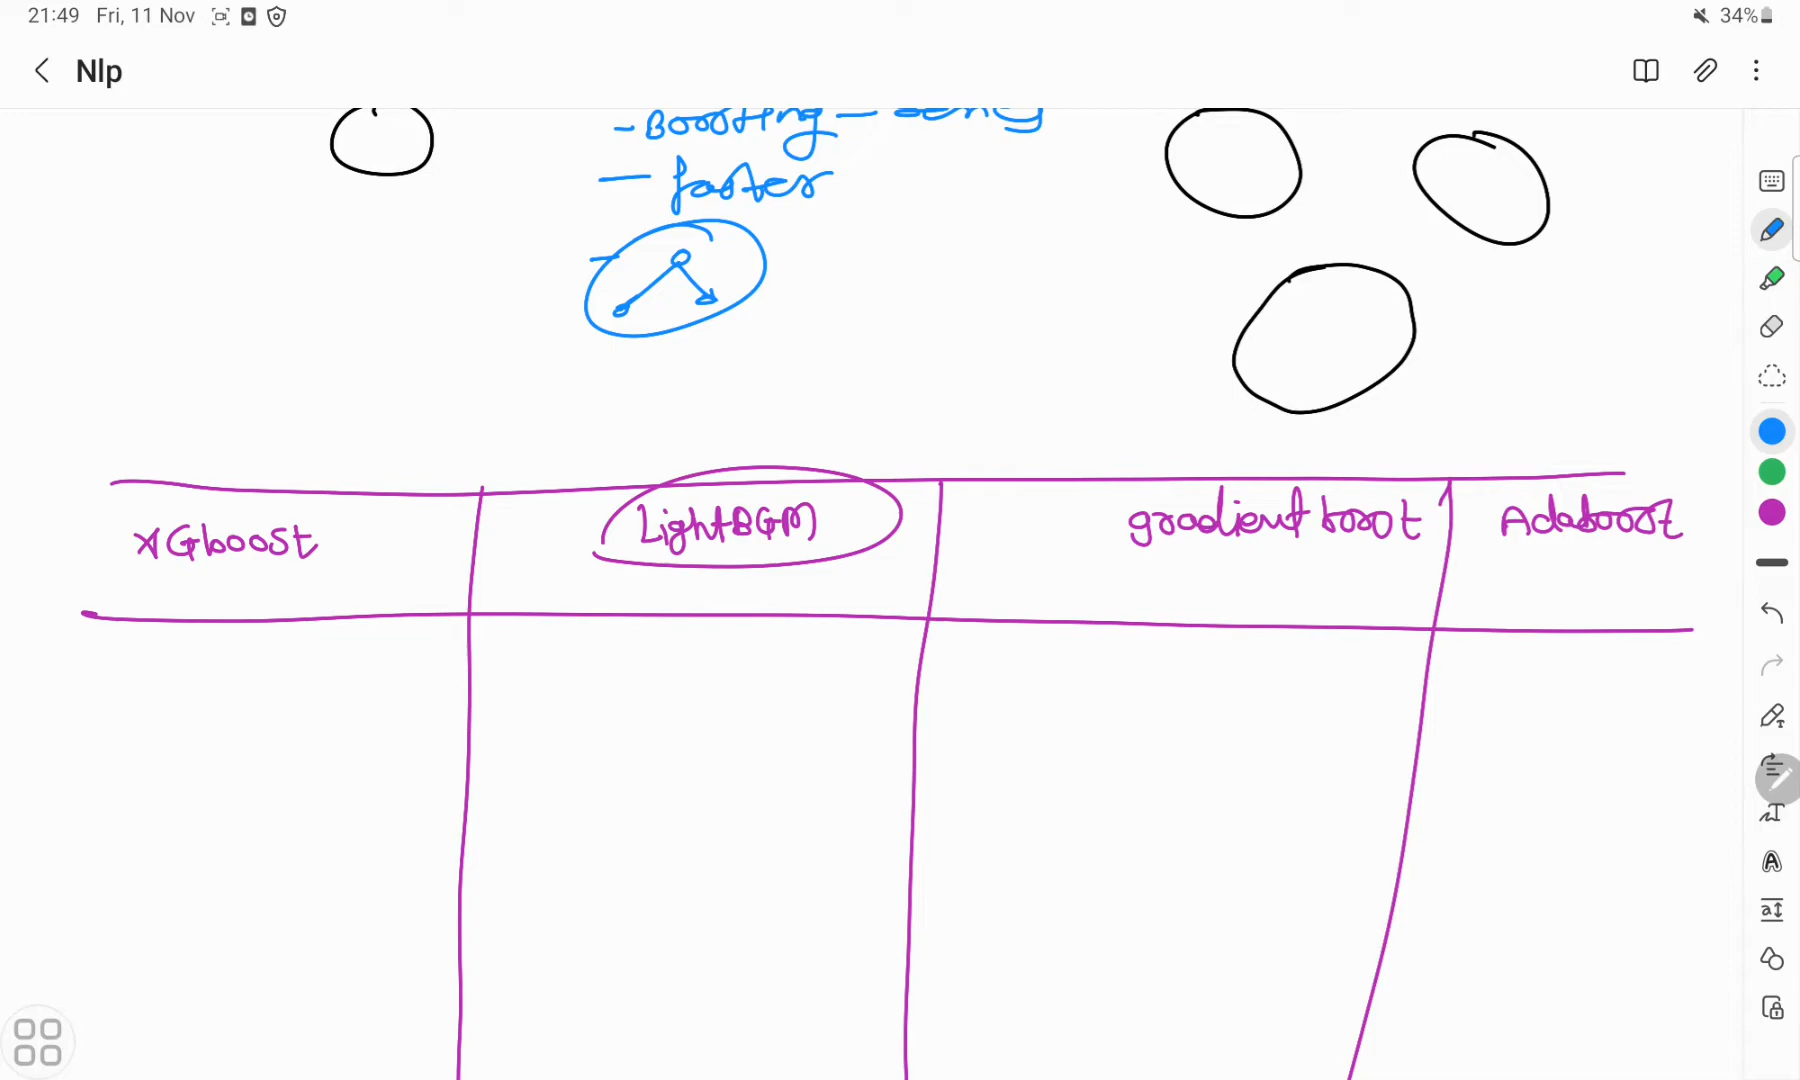 21:49 Fri, 11 Nov 34%
Nlp
- Boosting -
- faster
XGboost LightBGM gradient boost Adaboost